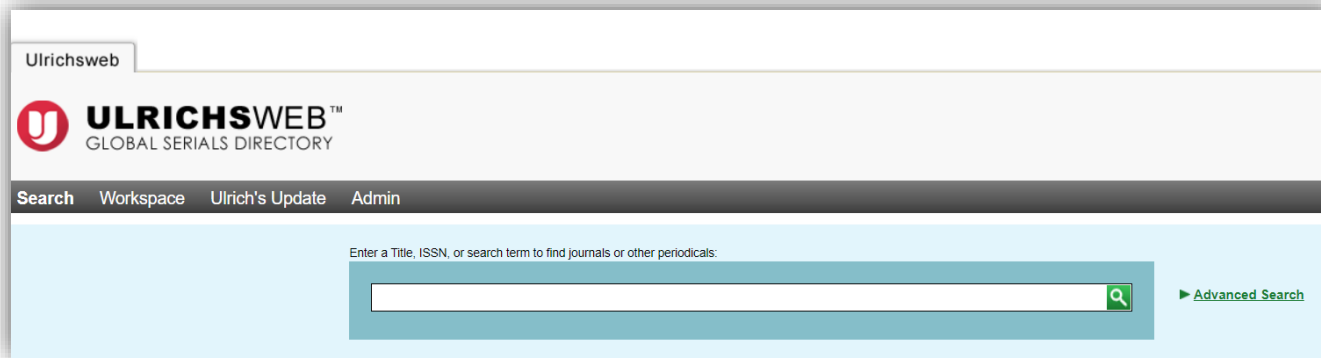 Ulrichsweb
ULRICHSWEB™
GLOBAL SERIALS DIRECTORY
Search Workspace Ulrich's Update Admin
Enter a Title, ISSN, or search term to find journals or other periodicals:
Advanced Search